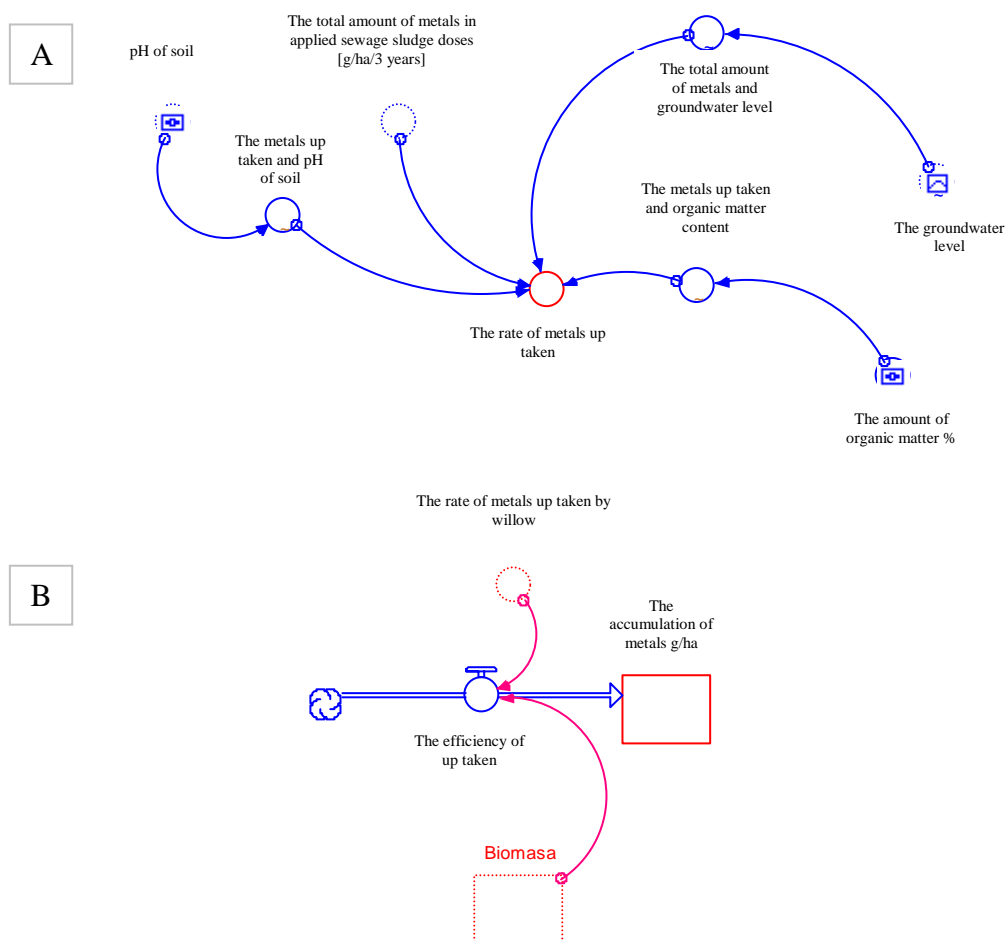 A
pH of soil
The total amount of metals in
applied sewage sludge doses
[g/ha/3 years]
The total amount
of metals and
groundwater level
The metals up
taken and pH
of soil
The metals up taken
and organic matter
content
The groundwater
level
The rate of metals up
taken
The amount of
organic matter %
The rate of metals up taken by
willow
B
The
accumulation of
metals g/ha
The efficiency of
up taken
Biomasa